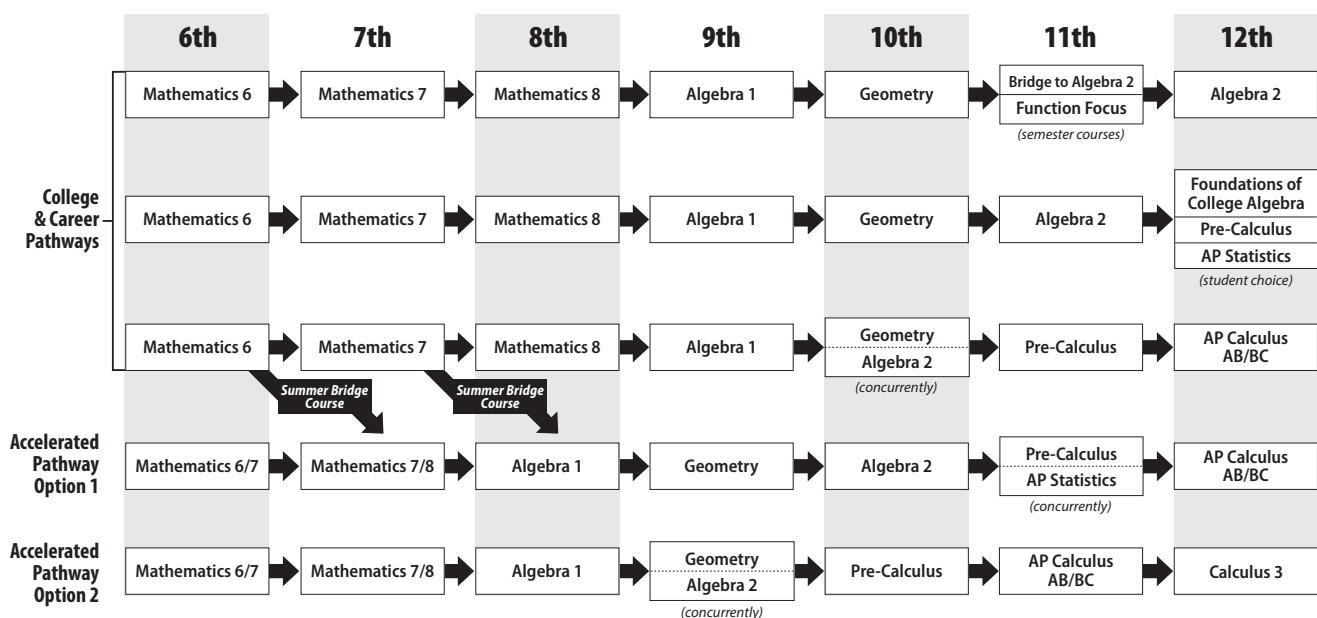 6th 7th 8th 9th 10th 11th 12th
College
& Career
Pathways
Mathematics 6
Mathematics 7
Mathematics 8
Algebra 1
Geometry
Bridge to Algebra 2
Function Focus
(semester courses)
Algebra 2
Mathematics 6
Mathematics 7
Mathematics 8
Algebra 1
Geometry
Algebra 2
Foundations of
College Algebra
Pre-Calculus
AP Statistics
(student choice)
Mathematics 6
Mathematics 7
Mathematics 8
Algebra 1
Geometry
Algebra 2
(concurrently)
Pre-Calculus
AP Calculus
AB/BC
Summer Bridge
Course
Summer Bridge
Course
Accelerated
Pathway
Option 1
Mathematics 6/7
Mathematics 7/8
Algebra 1
Geometry
Algebra 2
Pre-Calculus
AP Statistics
(concurrently)
AP Calculus
AB/BC
Accelerated
Pathway
Option 2
Mathematics 6/7
Mathematics 7/8
Algebra 1
Geometry
Algebra 2
(concurrently)
Pre-Calculus
AP Calculus
AB/BC
Calculus 3